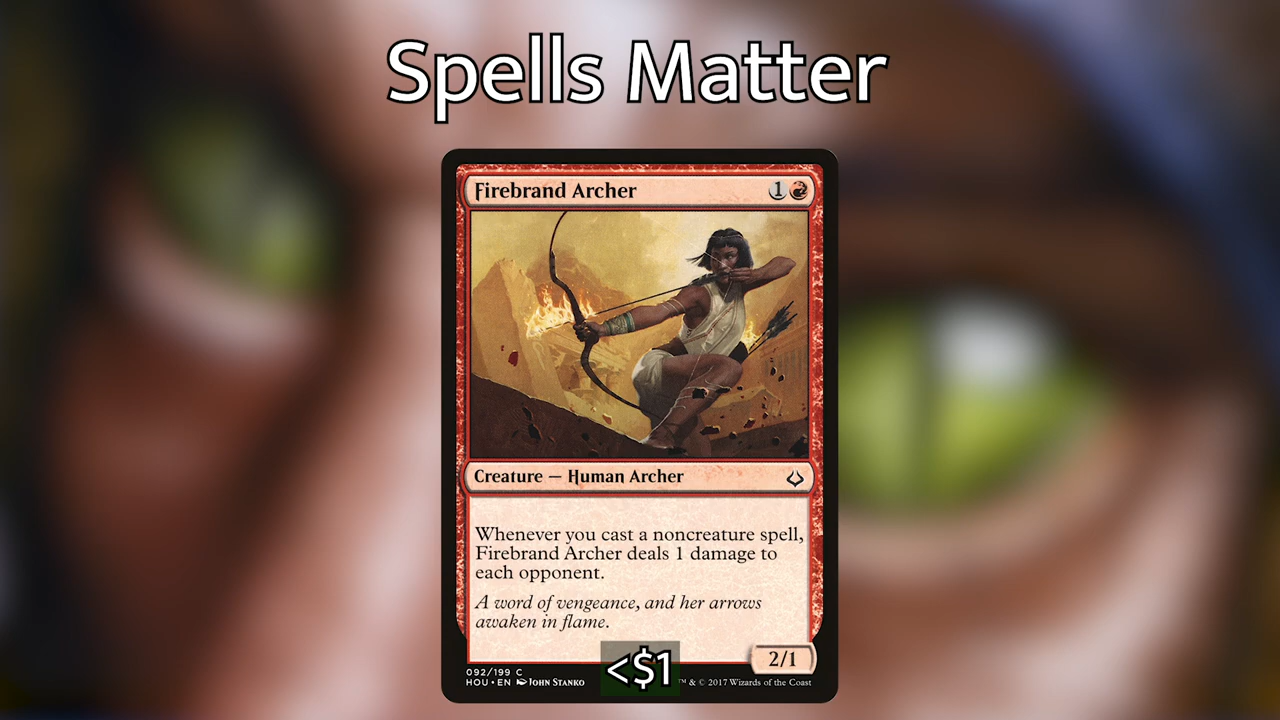 Spells Matter
Firebrand Archer 1
Creature — Human Archer
Whenever you cast a noncreature spell,
Firebrand Archer deals 1 damage to
each opponent.
A word of vengeance, and her arrows
awaken in flame.
<$1
2/1
092/199 C
HOU • EN John Stanko
™ & © 2017 Wizards of the Coast